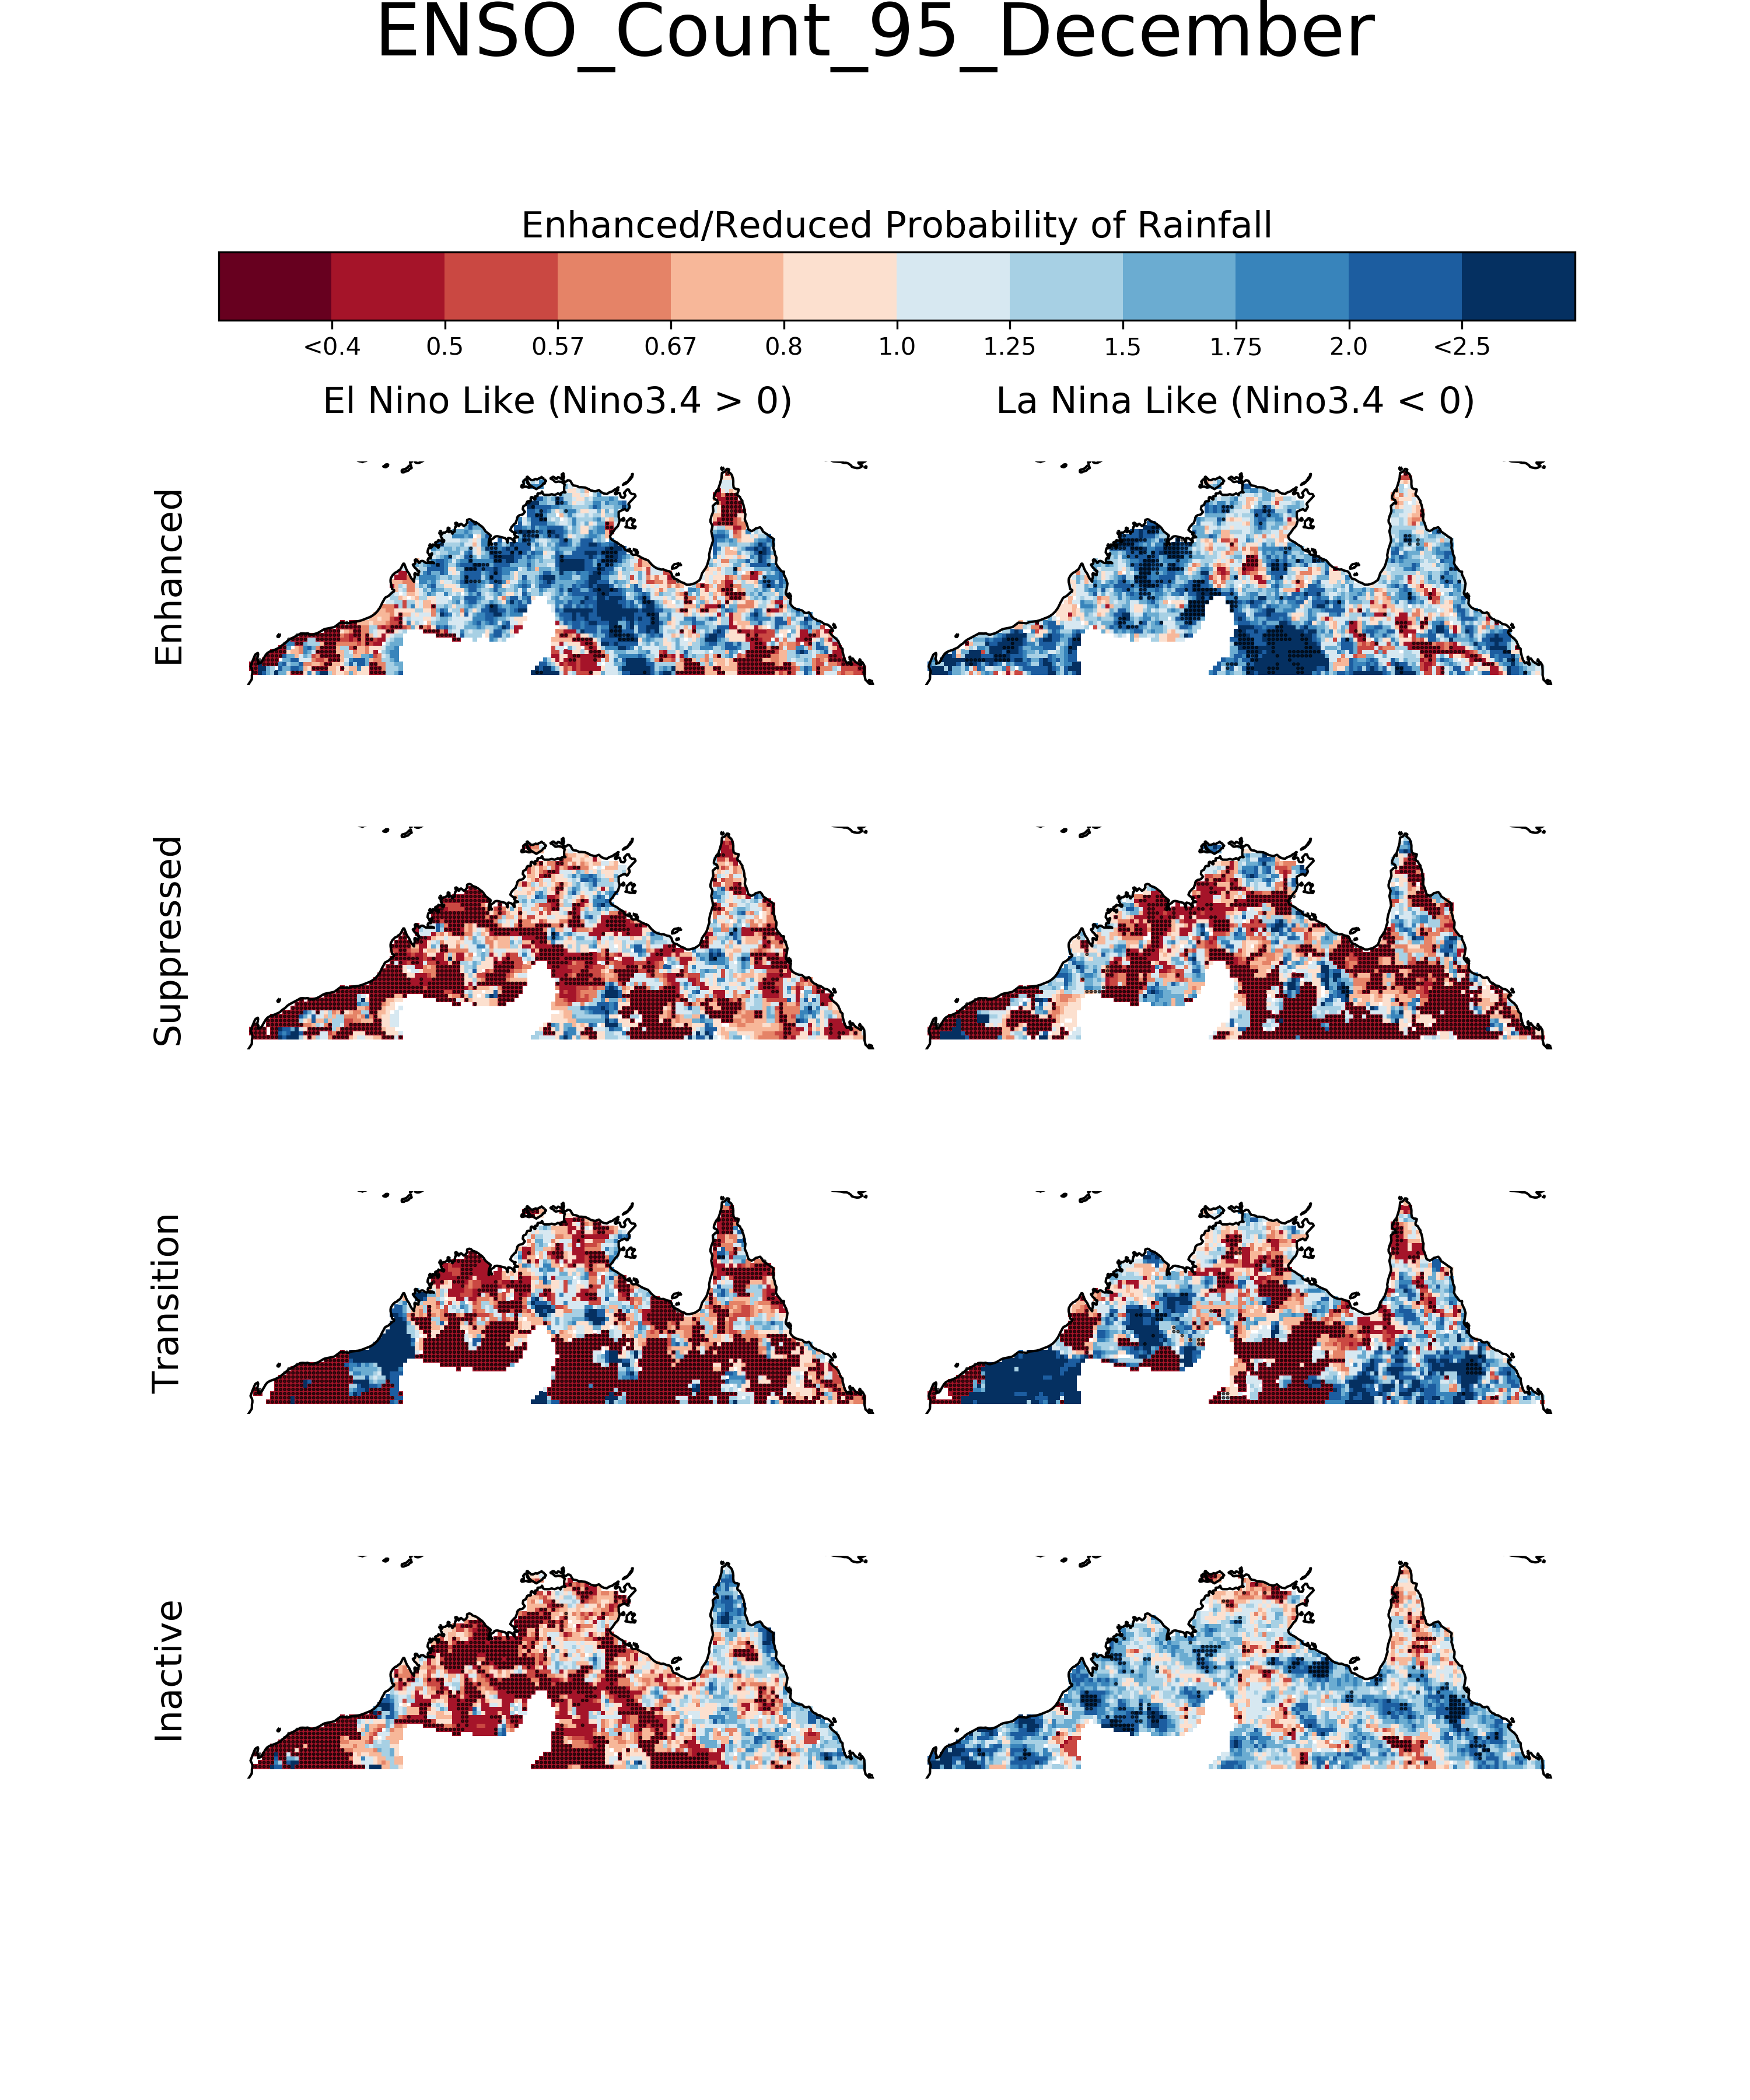 ENSO_Count_95_December
Enhanced/Reduced Probability of Rainfall
<0.4 0.5 0.57 0.67 0.8 1.0 1.25 1.5 1.75 2.0 <2.5
El Nino Like (Nino3.4 > 0) La Nina Like (Nino3.4 < 0)
Enhanced
Suppressed
Transition
Inactive